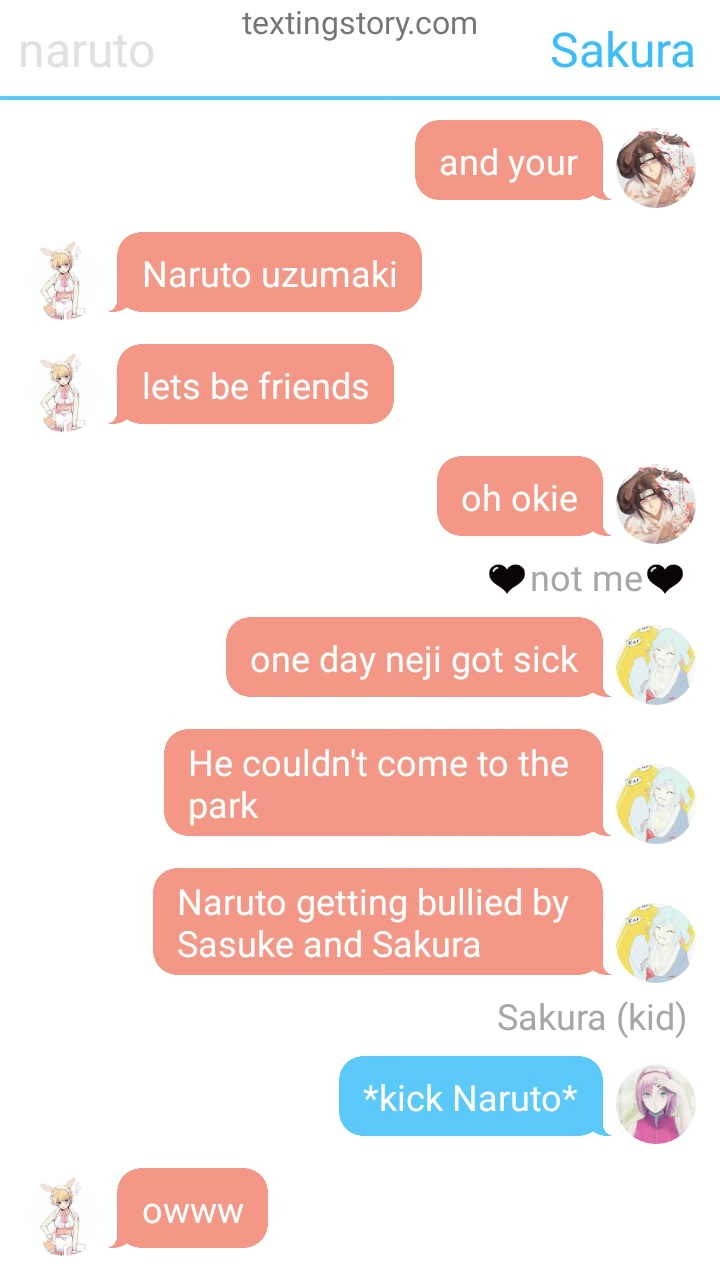 textingstory.com
naruto
Sakura
and your
Naruto uzumaki
lets be friends
oh okie
🖤not me🖤
one day neji got sick
He couldn't come to the
park
Naruto getting bullied by
Sasuke and Sakura
Sakura (kid)
*kick Naruto*
owww